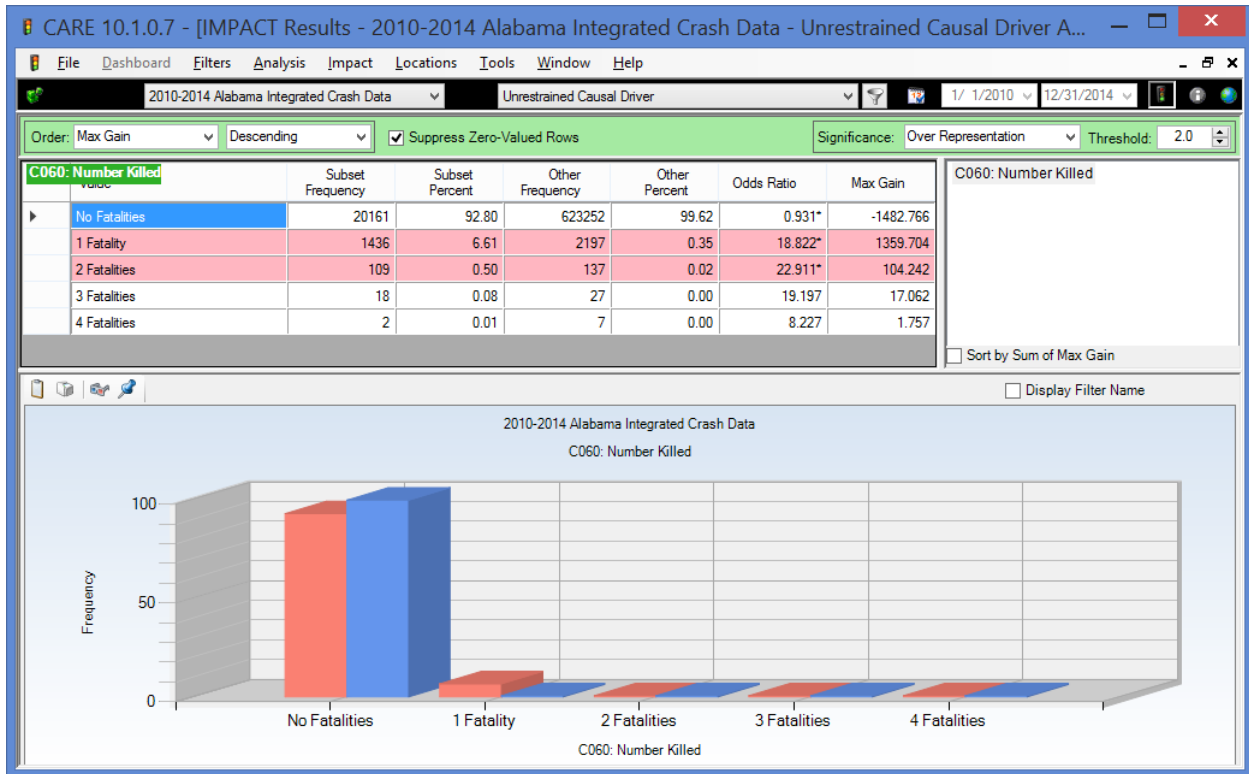 CARE 10.1.0.7 - [IMPACT Results - 2010-2014 Alabama Integrated Crash Data - Unrestrained Causal Driver A...
File Dashboard Filters Analysis Impact Locations Tools Window Help
2010-2014 Alabama Integrated Crash Data Unrestrained Causal Driver 1/ 1/2010 12/31/2014
Order: Max Gain Descending Suppress Zero-Valued Rows Significance: Over Representation Threshold: 2.0
C060: Number Killed Subset Frequency Subset Percent Other Frequency Other Percent Odds Ratio Max Gain C060: Number Killed
No Fatalities 20161 92.80 623252 99.62 0.931* -1482.766
1 Fatality 1436 6.61 2197 0.35 18.822* 1359.704
2 Fatalities 109 0.50 137 0.02 22.911* 104.242
3 Fatalities 18 0.08 27 0.00 19.197 17.062
4 Fatalities 2 0.01 7 0.00 8.227 1.757
Sort by Sum of Max Gain
Display Filter Name
2010-2014 Alabama Integrated Crash Data
C060: Number Killed
100
50
0
Frequency
No Fatalities 1 Fatality 2 Fatalities 3 Fatalities 4 Fatalities
C060: Number Killed